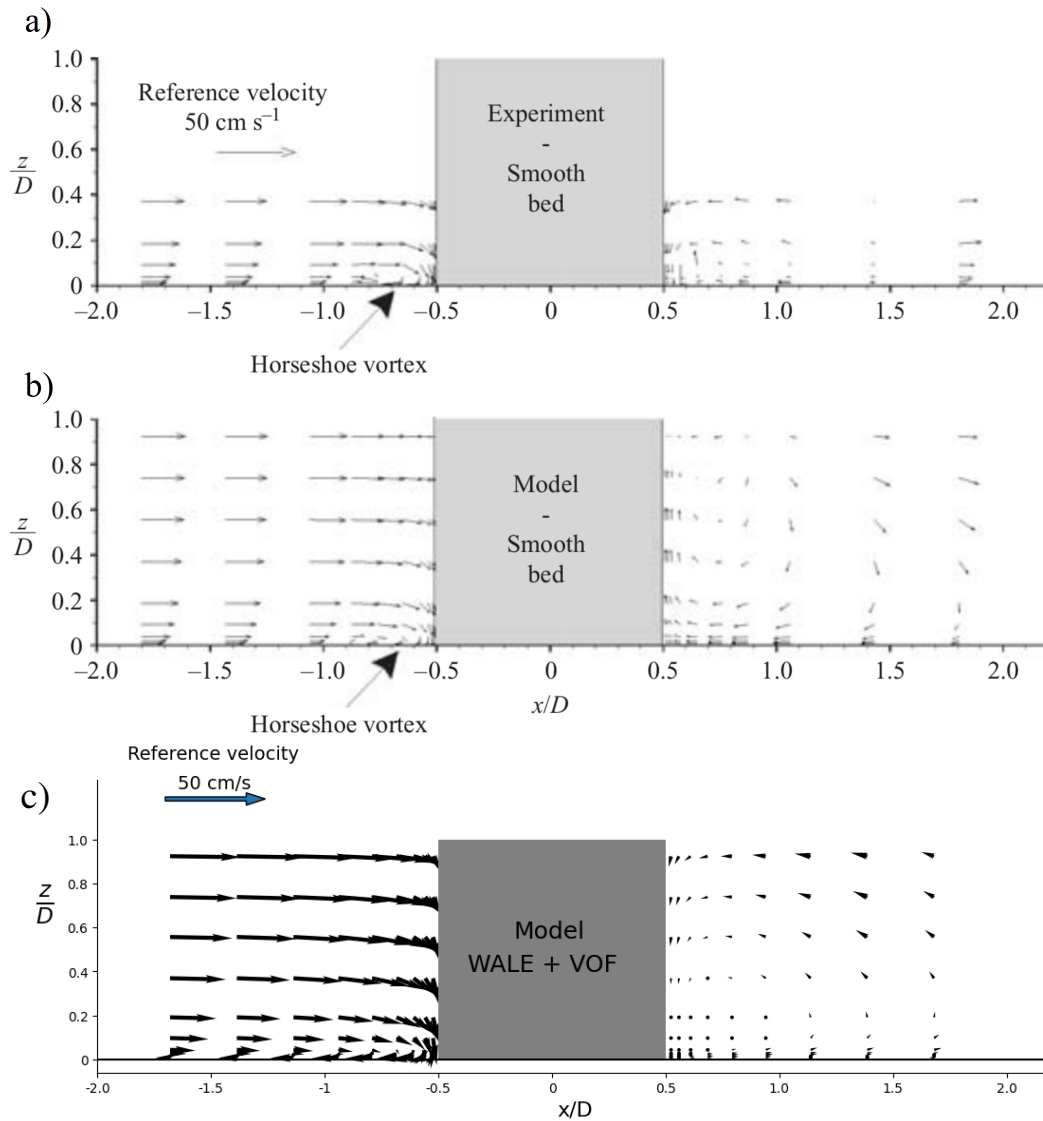 a)
1.0
Reference velocity
50 cm s⁻¹
0.8
Experiment
-
Smooth
bed
0.6
z
D
0.4
0.2
0
–2.0 –1.5 –1.0 –0.5 0 0.5 1.0 1.5 2.0
Horseshoe vortex
b)
1.0
0.8
Model
-
Smooth
bed
0.6
z
D
0.4
0.2
0
–2.0 –1.5 –1.0 –0.5 0 0.5 1.0 1.5 2.0
x/D
Horseshoe vortex
Reference velocity
50 cm/s
c)
1.0
0.8
z
D
0.6
Model
WALE + VOF
0.4
0.2
0
-2.0 -1.5 -1 -0.5 0 0.5 1.0 1.5 2.0
x/D